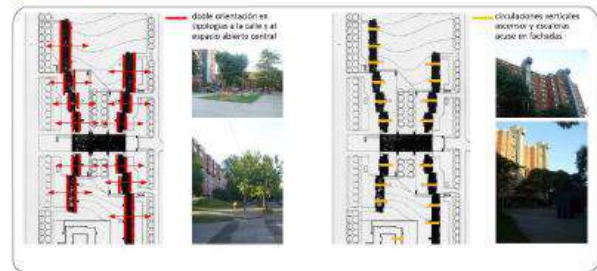 doble orientación en
tipologías a la calle y al
espacio abierto central
circulaciones verticales
ascensor y escaleras
acuse en fachadas